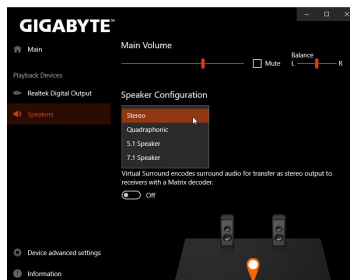 GIGABYTE™
Main
Main Volume
Mute
Balance
L
R
Playback Devices
Realtek Digital Output
Speakers
Speaker Configuration
Stereo
Quadraphonic
5.1 Speaker
7.1 Speaker
Virtual Surround encodes surround audio for transfer as stereo output to
receivers with a Matrix decoder.
Off
Device advanced settings
Information